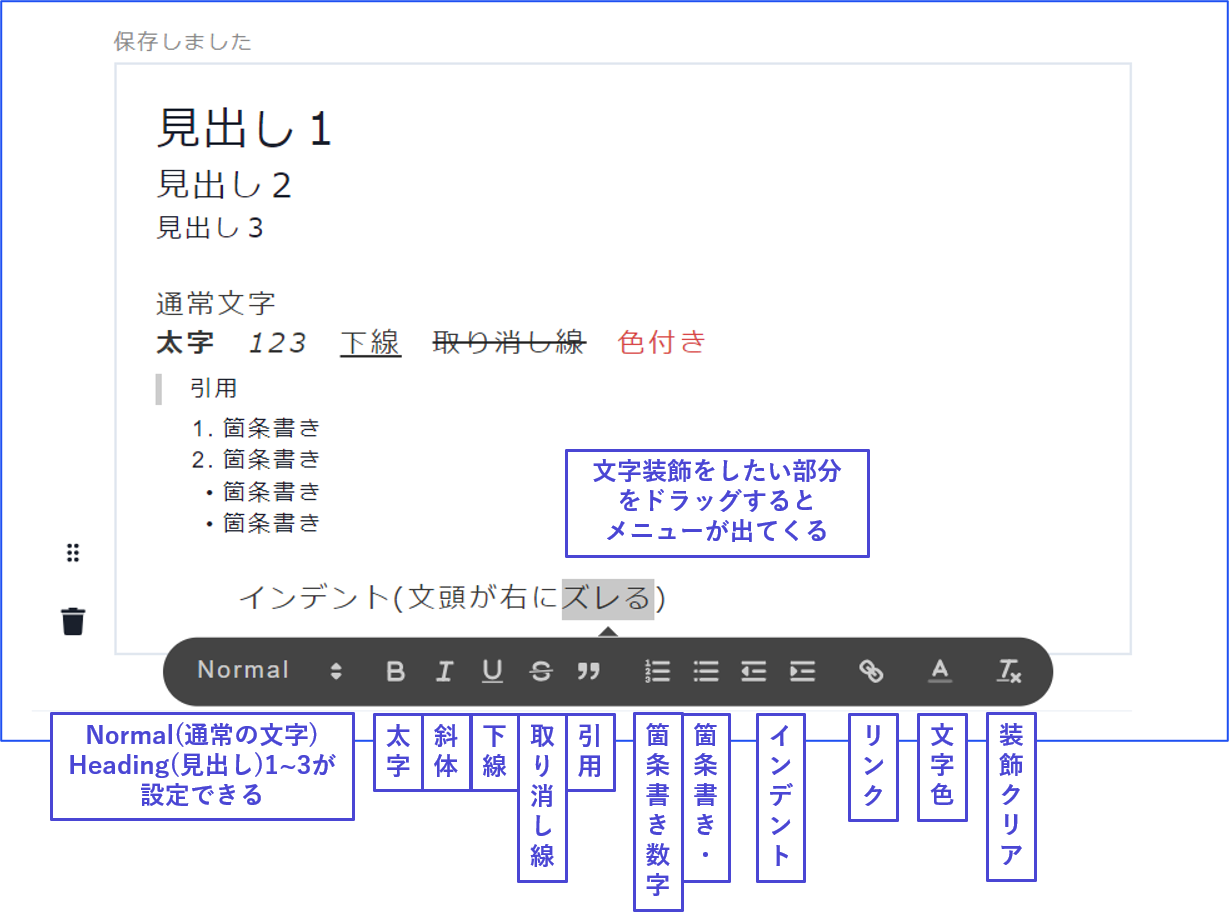 保存しました
見出し1
見出し2
見出し3
通常文字
太字 123 下線 取り消し線 色付き
引用
1. 箇条書き
2. 箇条書き
・箇条書き
・箇条書き
文字装飾をしたい部分
をドラッグすると
メニューが出てくる
インデント(文頭が右にズレる)
Normal B I U S
Normal(通常の文字)
Heading(見出し)1~3が
設定できる
太字
斜体
下線
取り消し線
引用
箇条書き数字
箇条書き・
インデント
リンク
文字色
装飾クリア